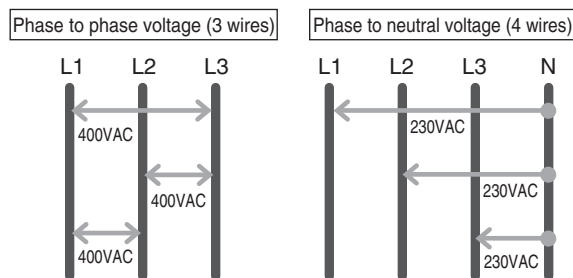 Phase to phase voltage (3 wires)
L1 L2 L3
400VAC
400VAC
400VAC
Phase to neutral voltage (4 wires)
L1 L2 L3 N
230VAC
230VAC
230VAC